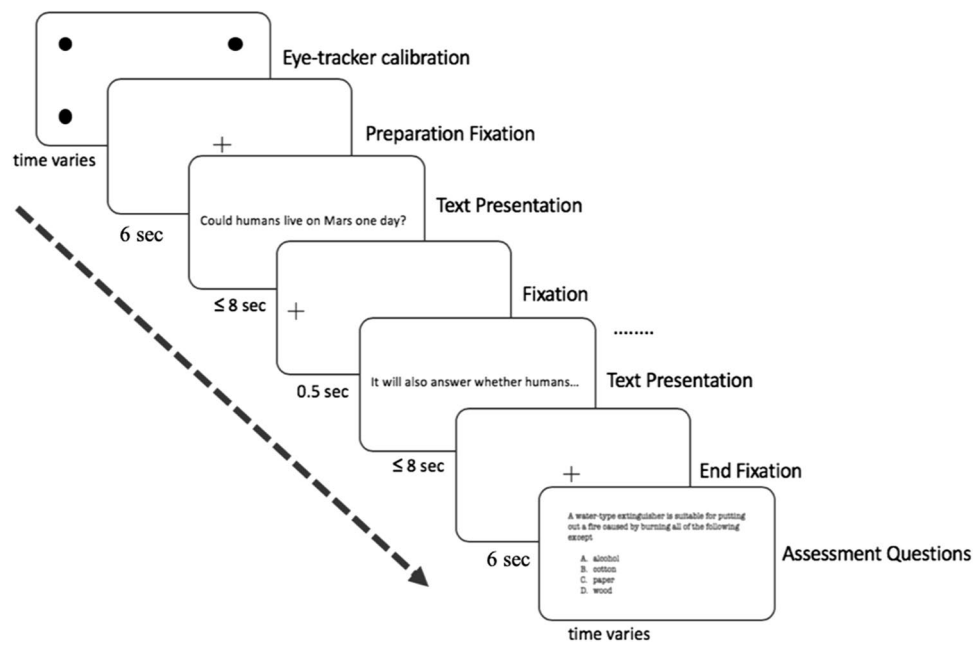 Eye-tracker calibration
time varies
Preparation Fixation
6 sec
Could humans live on Mars one day?
Text Presentation
≤ 8 sec
Fixation
0.5 sec
........
It will also answer whether humans...
Text Presentation
≤ 8 sec
End Fixation
6 sec
A water-type extinguisher is suitable for putting
out a fire caused by burning all of the following
except
A. alcohol
B. cotton
C. paper
D. wood
Assessment Questions
time varies